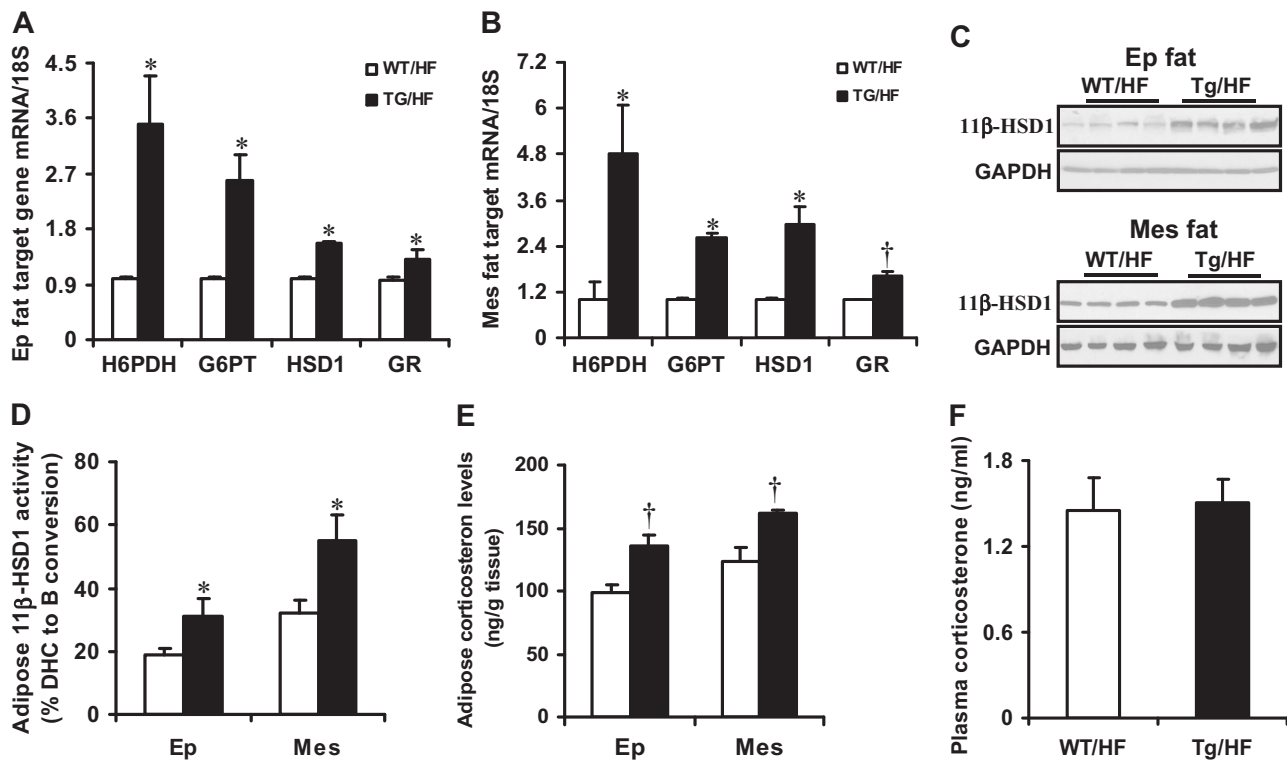 A
Ep fat target gene mRNA/18S
4.5
3.6
2.7
1.8
0.9
0
WT/HF
TG/HF
*
*
*
*
H6PDH G6PT HSD1 GR
B
Mes fat target mRNA/18S
7.2
6
4.8
3.6
2.4
1.2
0
WT/HF
TG/HF
*
*
*
†
H6PDH G6PT HSD1 GR
C
Ep fat
WT/HF Tg/HF
11β-HSD1
GAPDH
Mes fat
WT/HF Tg/HF
11β-HSD1
GAPDH
D
Adipose 11β-HSD1 activity
(% DHC to B conversion)
80
60
40
20
0
*
*
Ep Mes
E
Adipose corticosteron levels
(ng/g tissue)
200
150
100
50
0
†
†
Ep Mes
F
Plasma corticosterone (ng/ml)
1.8
1.2
0.6
0
WT/HF Tg/HF